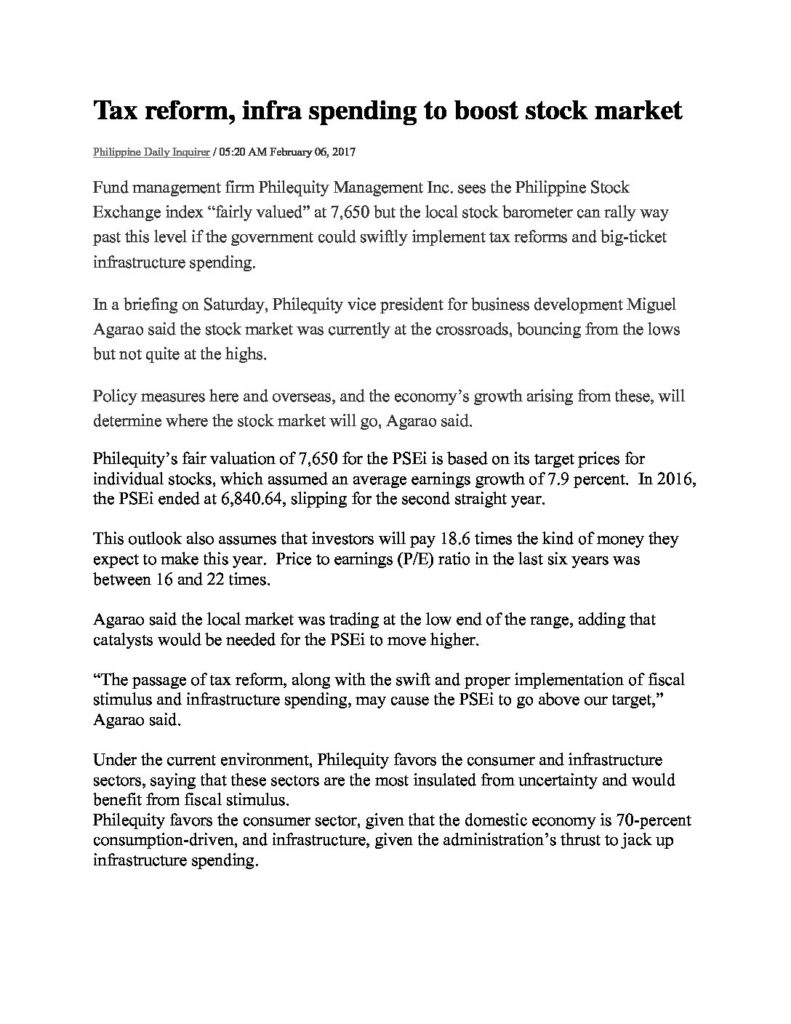 Tax reform, infra spending to boost stock market
Philippine Daily Inquirer / 05:20 AM February 06, 2017
Fund management firm Philequity Management Inc. sees the Philippine Stock
Exchange index “fairly valued” at 7,650 but the local stock barometer can rally way
past this level if the government could swiftly implement tax reforms and big-ticket
infrastructure spending.
In a briefing on Saturday, Philequity vice president for business development Miguel
Agarao said the stock market was currently at the crossroads, bouncing from the lows
but not quite at the highs.
Policy measures here and overseas, and the economy’s growth arising from these, will
determine where the stock market will go, Agarao said.
Philequity’s fair valuation of 7,650 for the PSEi is based on its target prices for
individual stocks, which assumed an average earnings growth of 7.9 percent. In 2016,
the PSEi ended at 6,840.64, slipping for the second straight year.
This outlook also assumes that investors will pay 18.6 times the kind of money they
expect to make this year. Price to earnings (P/E) ratio in the last six years was
between 16 and 22 times.
Agarao said the local market was trading at the low end of the range, adding that
catalysts would be needed for the PSEi to move higher.
“The passage of tax reform, along with the swift and proper implementation of fiscal
stimulus and infrastructure spending, may cause the PSEi to go above our target,”
Agarao said.
Under the current environment, Philequity favors the consumer and infrastructure
sectors, saying that these sectors are the most insulated from uncertainty and would
benefit from fiscal stimulus.
Philequity favors the consumer sector, given that the domestic economy is 70-percent
consumption-driven, and infrastructure, given the administration’s thrust to jack up
infrastructure spending.